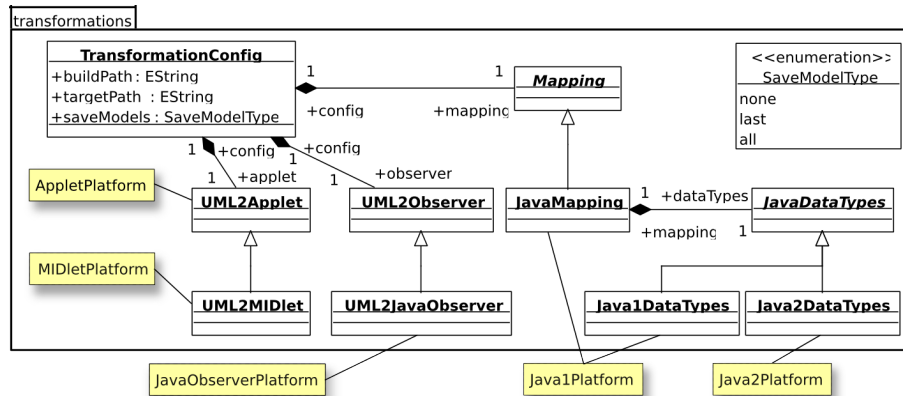 transformations
TransformationConfig
+buildPath : EString
+targetPath : EString
+saveModels : SaveModelType
1
+config
1
+mapping
Mapping
<<enumeration>>
SaveModelType
none
last
all
1
+config
1
+applet
1
+config
1
+observer
AppletPlatform
UML2Applet
UML2Observer
JavaMapping
1
+dataTypes
+mapping
1
JavaDataTypes
MIDletPlatform
UML2MIDlet
UML2JavaObserver
Java1DataTypes
Java2DataTypes
JavaObserverPlatform
Java1Platform
Java2Platform